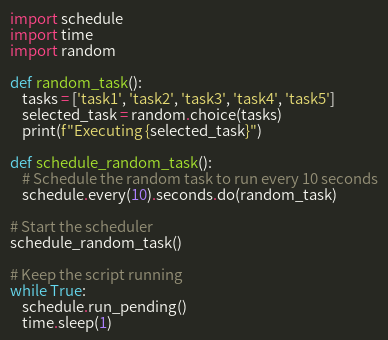 import schedule
import time
import random

def random_task():
    tasks = ['task1', 'task2', 'task3', 'task4', 'task5']
    selected_task = random.choice(tasks)
    print(f"Executing {selected_task}")

def schedule_random_task():
    # Schedule the random task to run every 10 seconds
    schedule.every(10).seconds.do(random_task)

# Start the scheduler
schedule_random_task()

# Keep the script running
while True:
    schedule.run_pending()
    time.sleep(1)